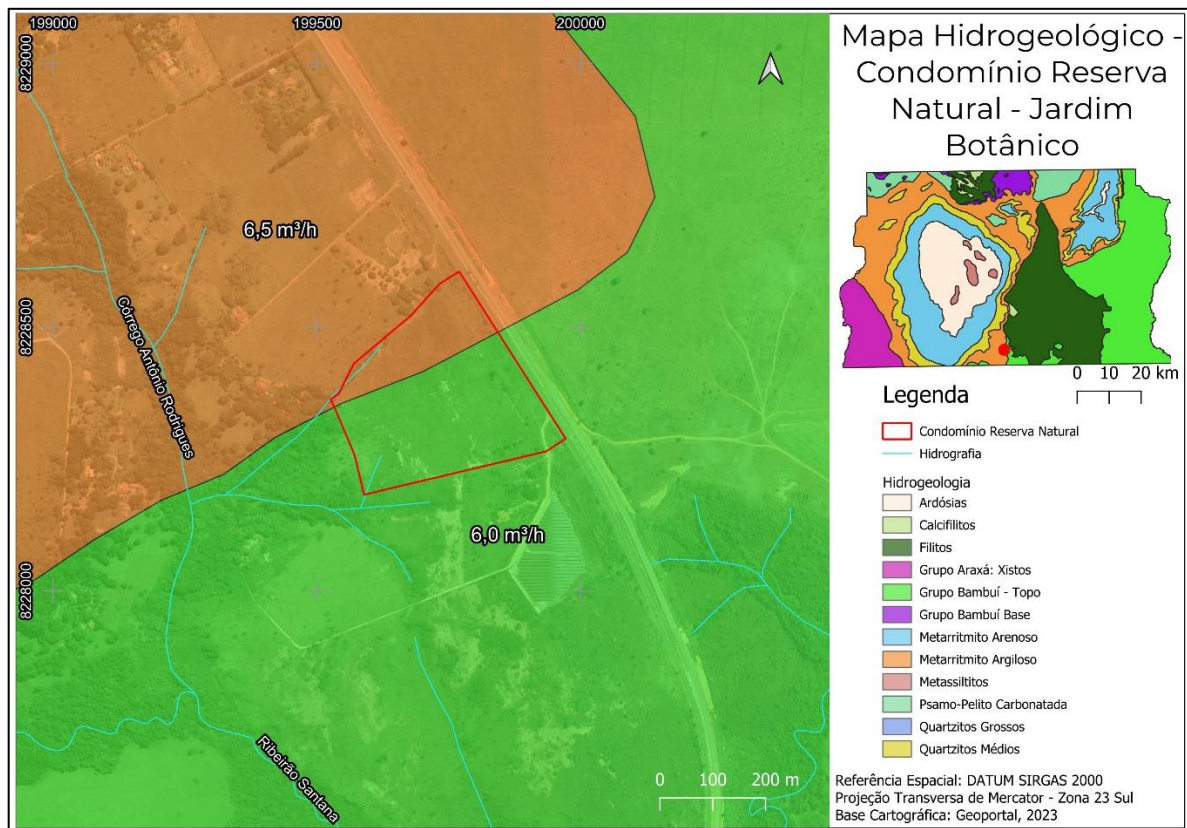 199000
199500
200000
8229000
8228500
8228000
6,5 m³/h
Córrego Antônio Rodrigues
6,0 m³/h
Ribeirão Santana
0 100 200 m
Mapa Hidrogeológico -
Condomínio Reserva
Natural - Jardim
Botânico
0 10 20 km
Legenda
Condomínio Reserva Natural
Hidrografia
Hidrogeologia
Ardósias
Calcifilitos
Filitos
Grupo Araxá: Xistos
Grupo Bambuí - Topo
Grupo Bambuí Base
Metarritmito Arenoso
Metarritmito Argiloso
Metassiltitos
Psamo-Pelito Carbonatada
Quartzitos Grossos
Quartzitos Médios
Referência Espacial: DATUM SIRGAS 2000
Projeção Transversa de Mercator - Zona 23 Sul
Base Cartográfica: Geoportal, 2023